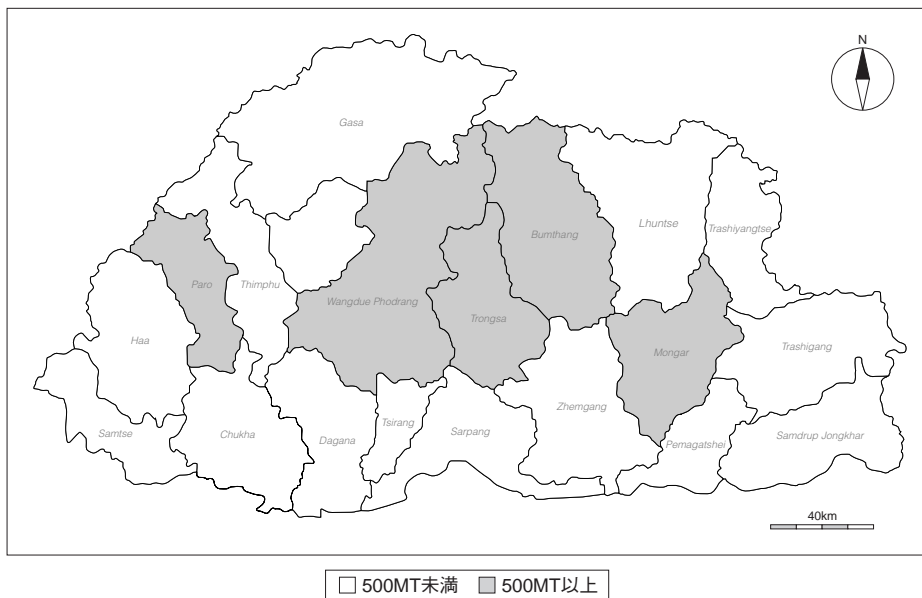 N
Gasa
Lhuntse
Trashiyangtse
Bumthang
Paro
Thimphu
Wangdue Phodrang
Trongsa
Haa
Mongar
Trashigang
Zhemgang
Samtse
Chukha
Dagana
Tsirang
Sarpang
Pemagatshei
Samdrup Jongkhar
40km
500MT未満 500MT以上